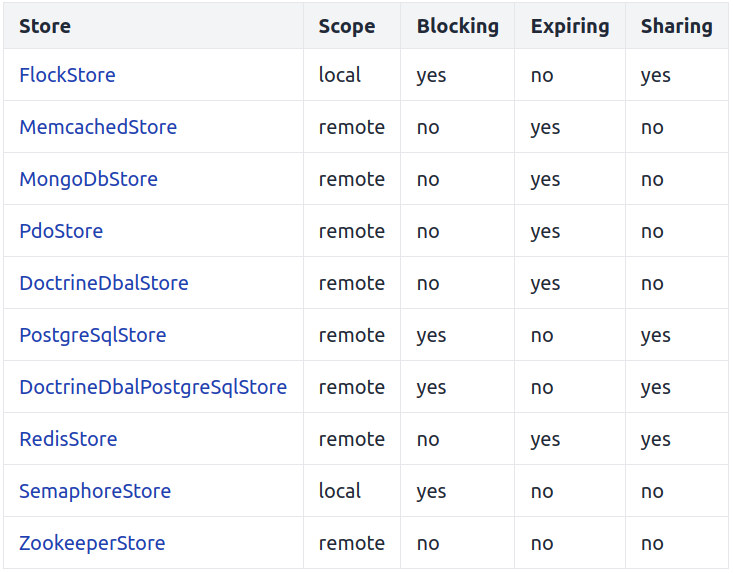 Store Scope Blocking Expiring Sharing
FlockStore local yes no yes
MemcachedStore remote no yes no
MongoDbStore remote no yes no
PdoStore remote no yes no
DoctrineDbalStore remote no yes no
PostgreSqlStore remote yes no yes
DoctrineDbalPostgreSqlStore remote yes no yes
RedisStore remote no yes yes
SemaphoreStore local yes no no
ZookeeperStore remote no no no